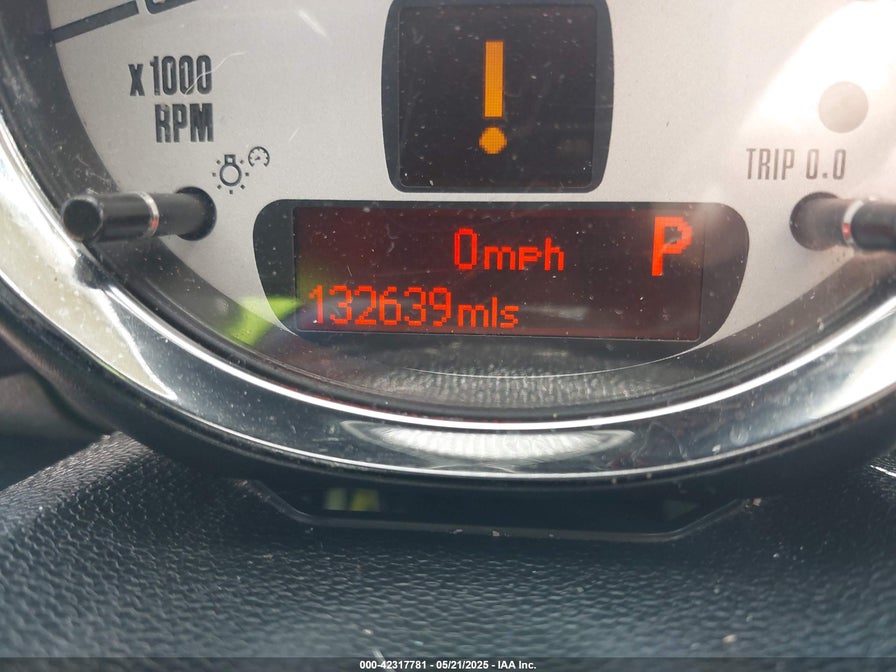 x1000
RPM
!
TRIP 0.0
0mph P
132639mls
000-42317781 - 05/21/2025 - IAA Inc.